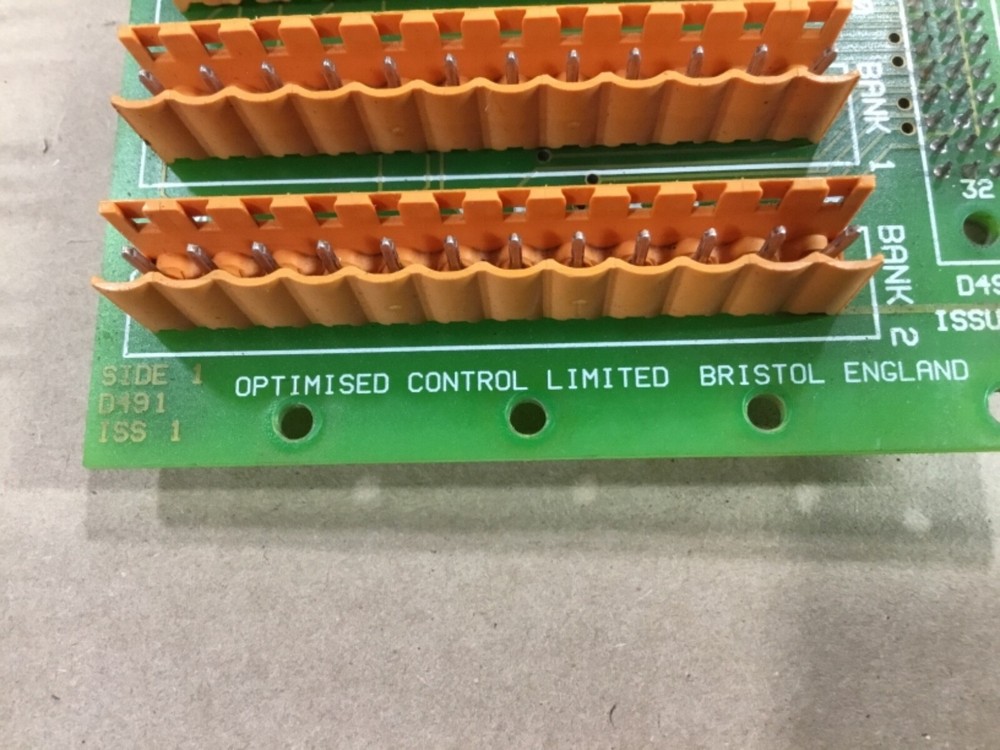 BANK 1
BANK 2
32
D49
ISSU
SIDE 1
D491
ISS 1
OPTIMISED CONTROL LIMITED BRISTOL ENGLAND